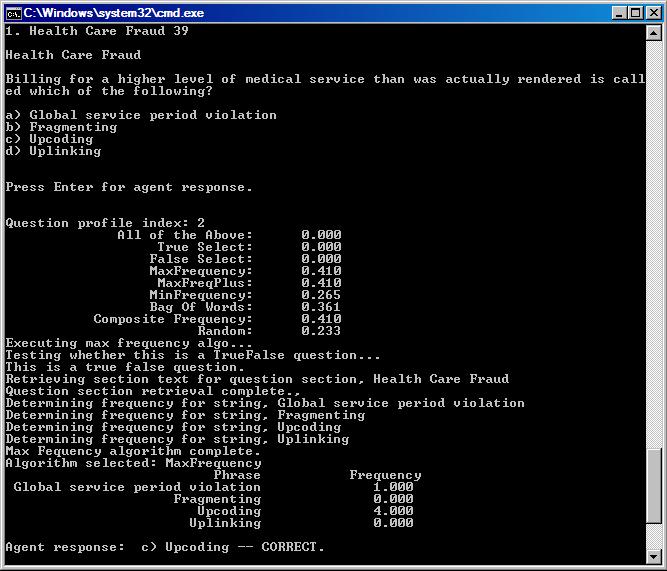 C:\Windows\system32\cmd.exe
1. Health Care Fraud 39
Health Care Fraud
Billing for a higher level of medical service than was actually rendered is call
ed which of the following?
a) Global service period violation
b) Fragmenting
c) Upcoding
d) Uplinking
Press Enter for agent response.
Question profile index: 2
All of the Above: 0.000
True Select: 0.000
False Select: 0.000
MaxFrequency: 0.410
MaxFreqPlus: 0.410
MinFrequency: 0.265
Bag Of Words: 0.361
Composite Frequency: 0.410
Random: 0.233
Executing max frequency algo...
Testing whether this is a TrueFalse question...
This is a true false question.
Retrieving section text for question section, Health Care Fraud
Question section retrieval complete.,
Determining frequency for string, Global service period violation
Determining frequency for string, Fragmenting
Determining frequency for string, Upcoding
Determining frequency for string, Uplinking
Max Fequency algorithm complete.
Algorithm selected: MaxFrequency
Phrase Frequency
Global service period violation 1.000
Fragmenting 0.000
Upcoding 4.000
Uplinking 0.000
Agent response: c) Upcoding -- CORRECT.